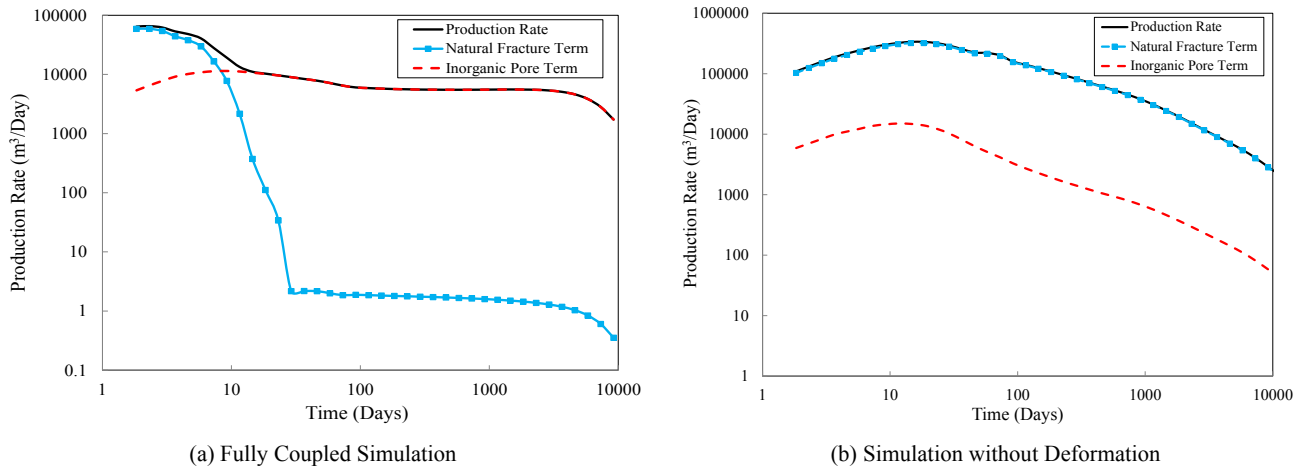 100000
10000
1000
100
10
1
0.1
Production Rate (m³/Day)
Production Rate
Natural Fracture Term
Inorganic Pore Term
1 10 100 1000 10000
Time (Days)
(a) Fully Coupled Simulation
1000000
100000
10000
1000
100
10
1
Production Rate (m³/Day)
Production Rate
Natural Fracture Term
Inorganic Pore Term
1 10 100 1000 10000
Time (Days)
(b) Simulation without Deformation